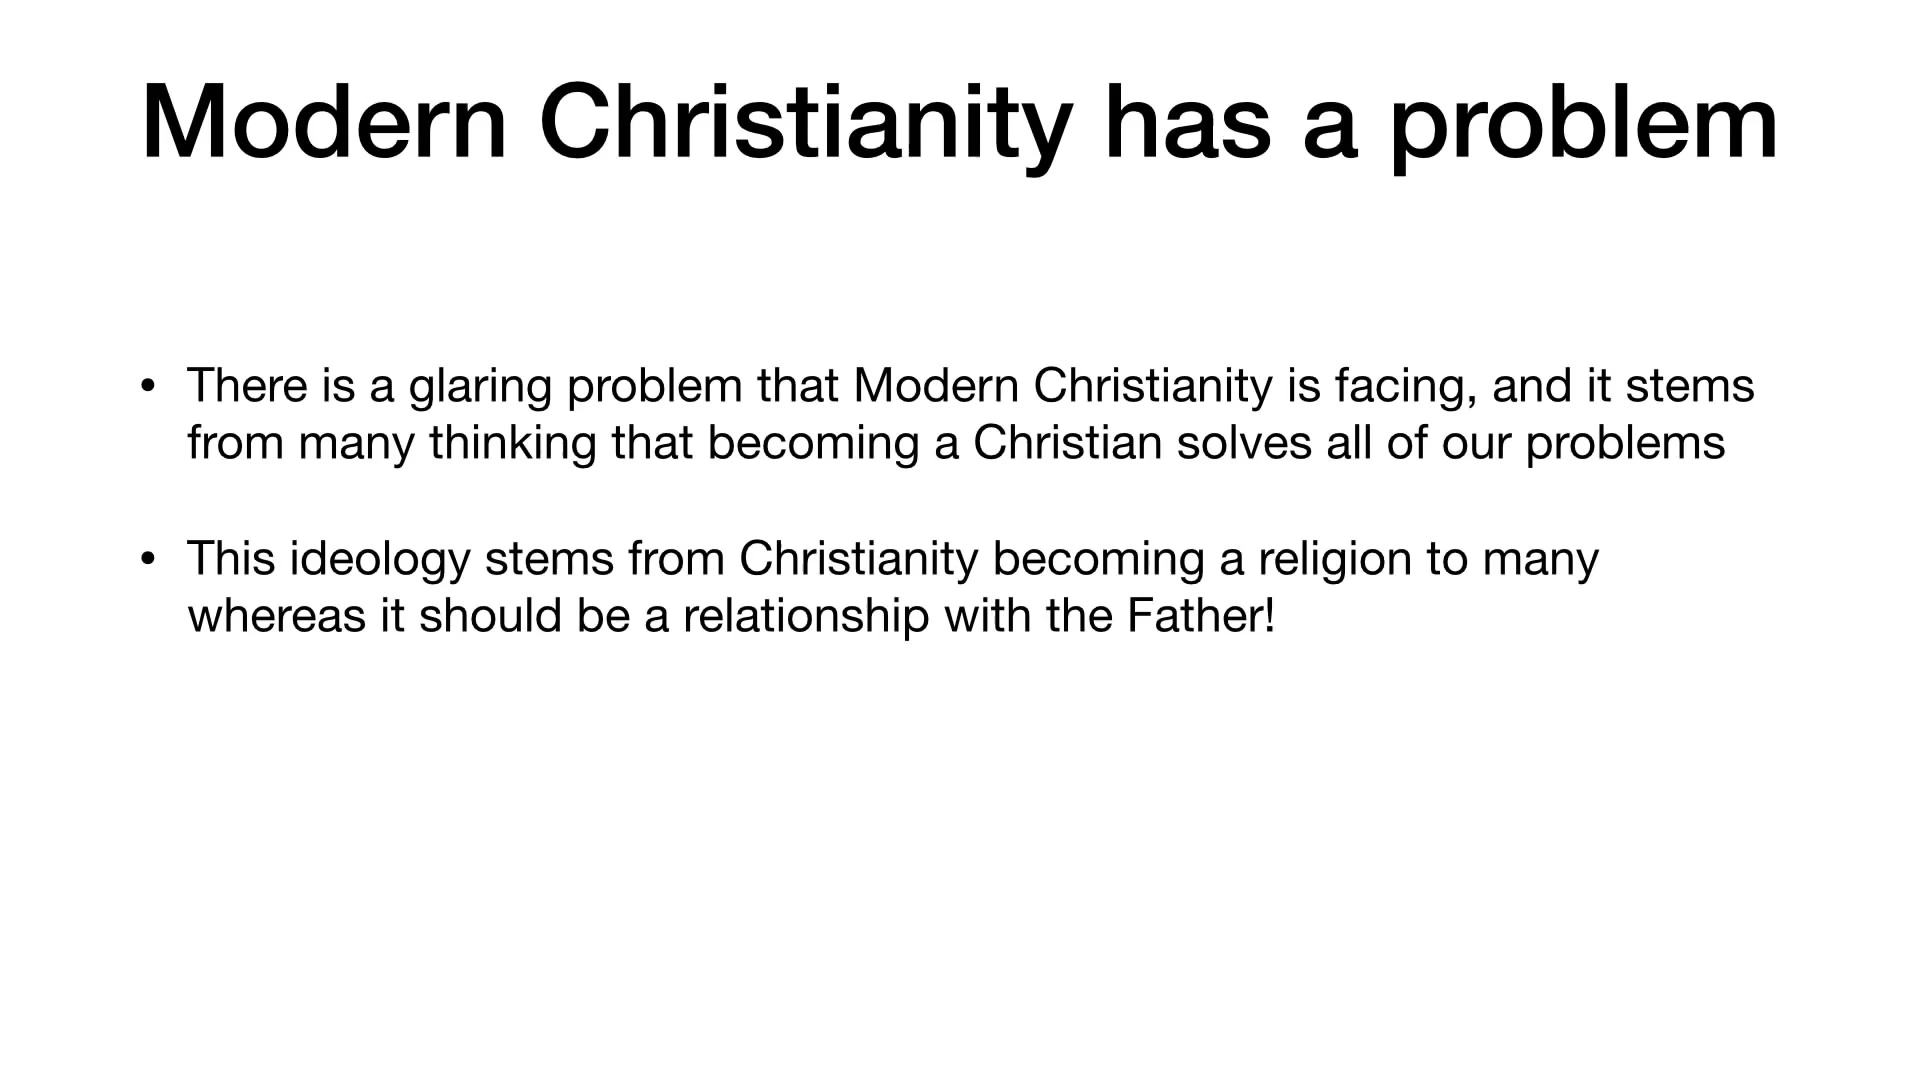 Modern Christianity has a problem
• There is a glaring problem that Modern Christianity is facing, and it stems
from many thinking that becoming a Christian solves all of our problems
• This ideology stems from Christianity becoming a religion to many
whereas it should be a relationship with the Father!